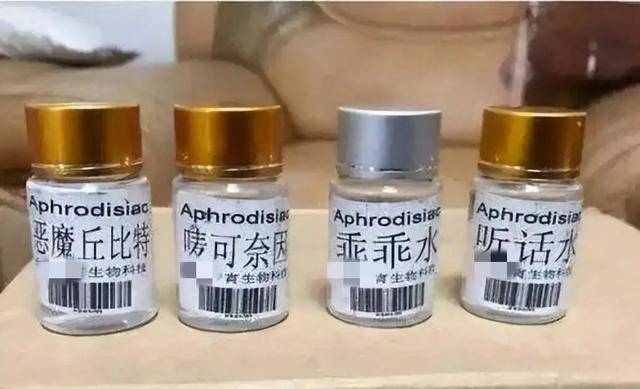 Aphrodisiac
恶魔丘比特
生物科技
Aphrodisiac
唛可奈因
生物科技
Aphrodisiac
乖乖水
生物科技
Aphrodisiac
听话水
生物科技